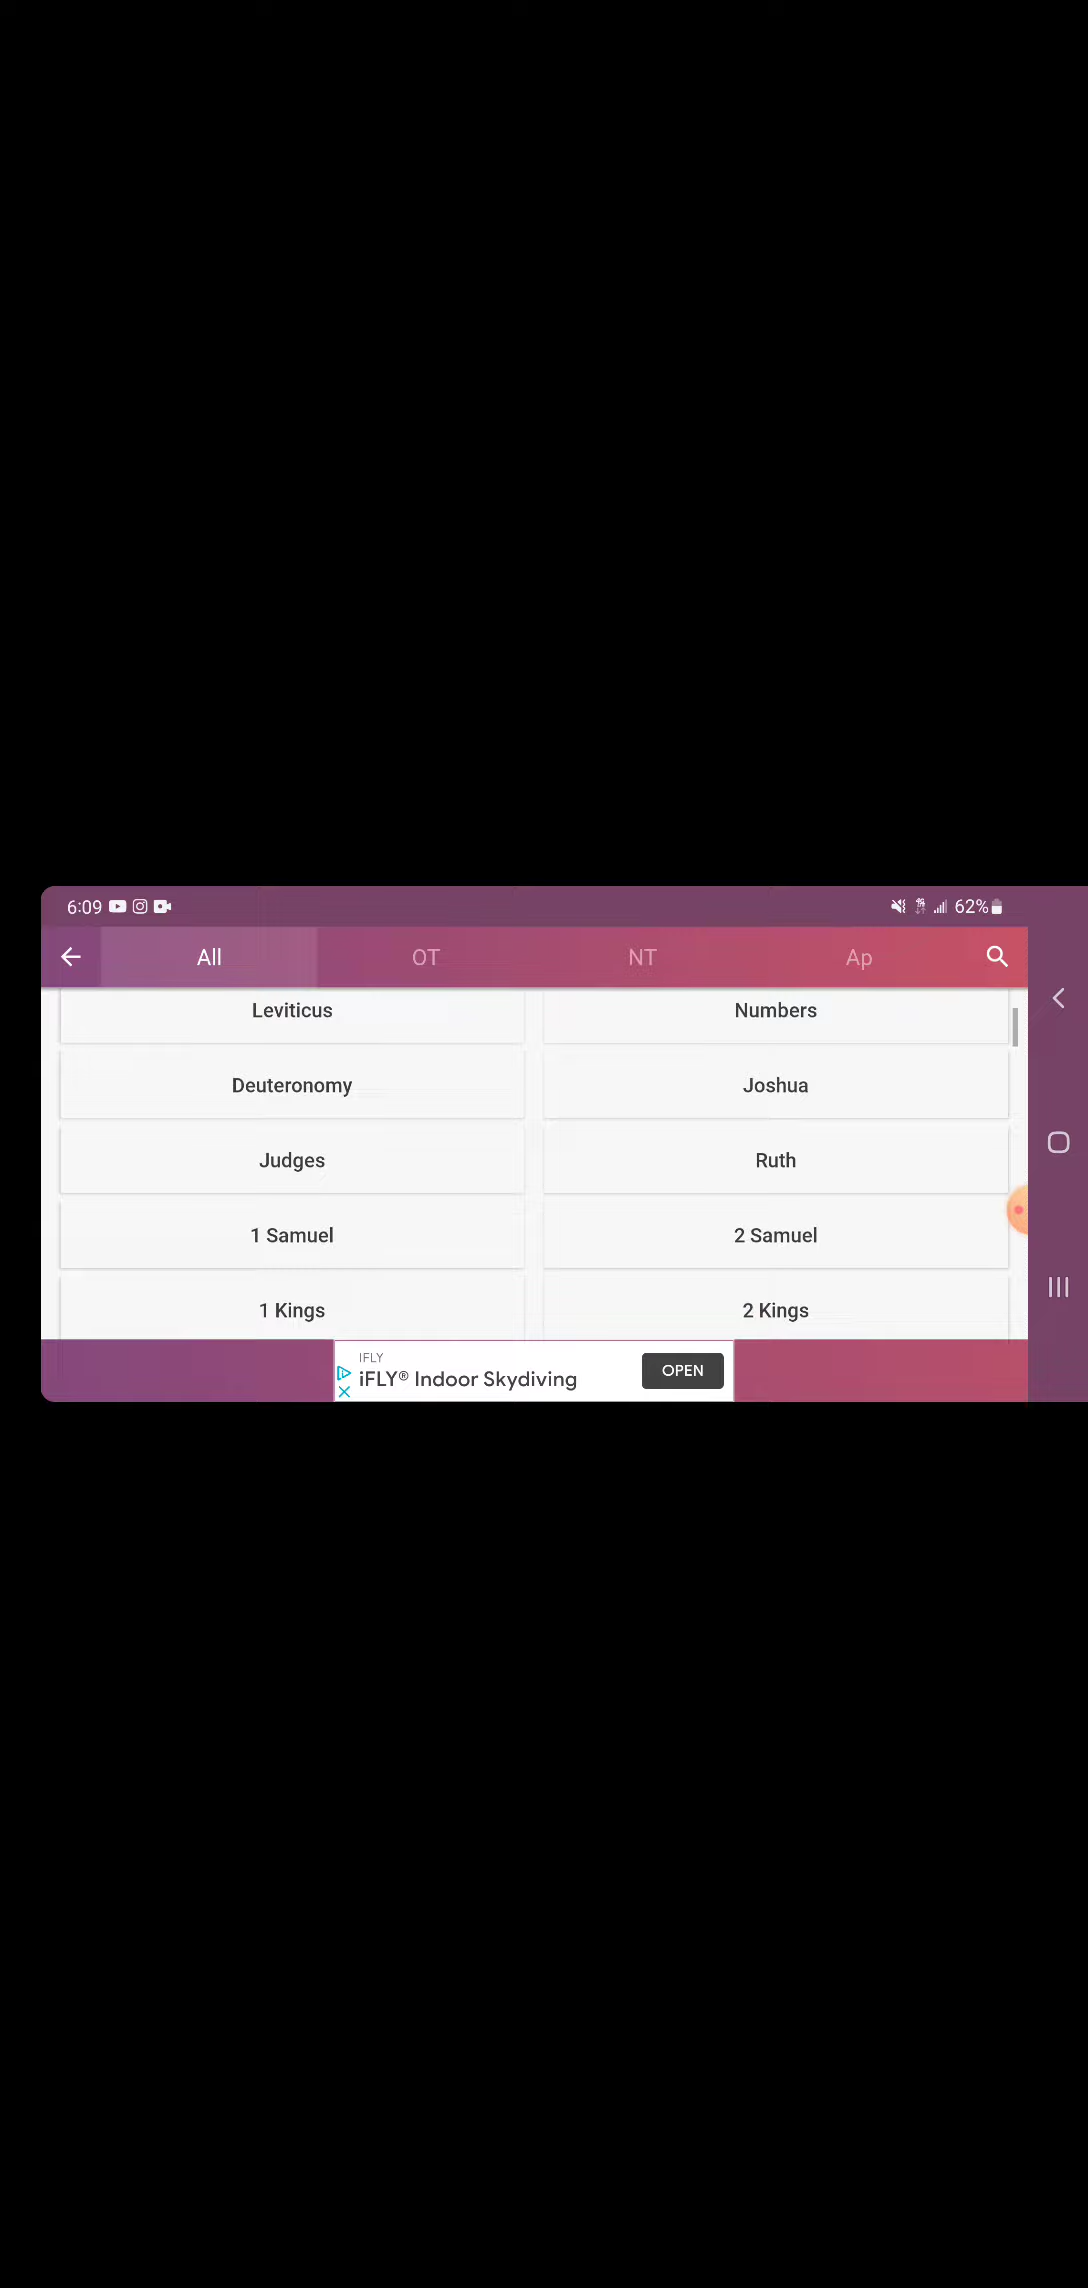 6:09 62%
All OT NT Ap
Leviticus Numbers
Deuteronomy Joshua
Judges Ruth
1 Samuel 2 Samuel
1 Kings 2 Kings
IFLY
iFLY® Indoor Skydiving OPEN